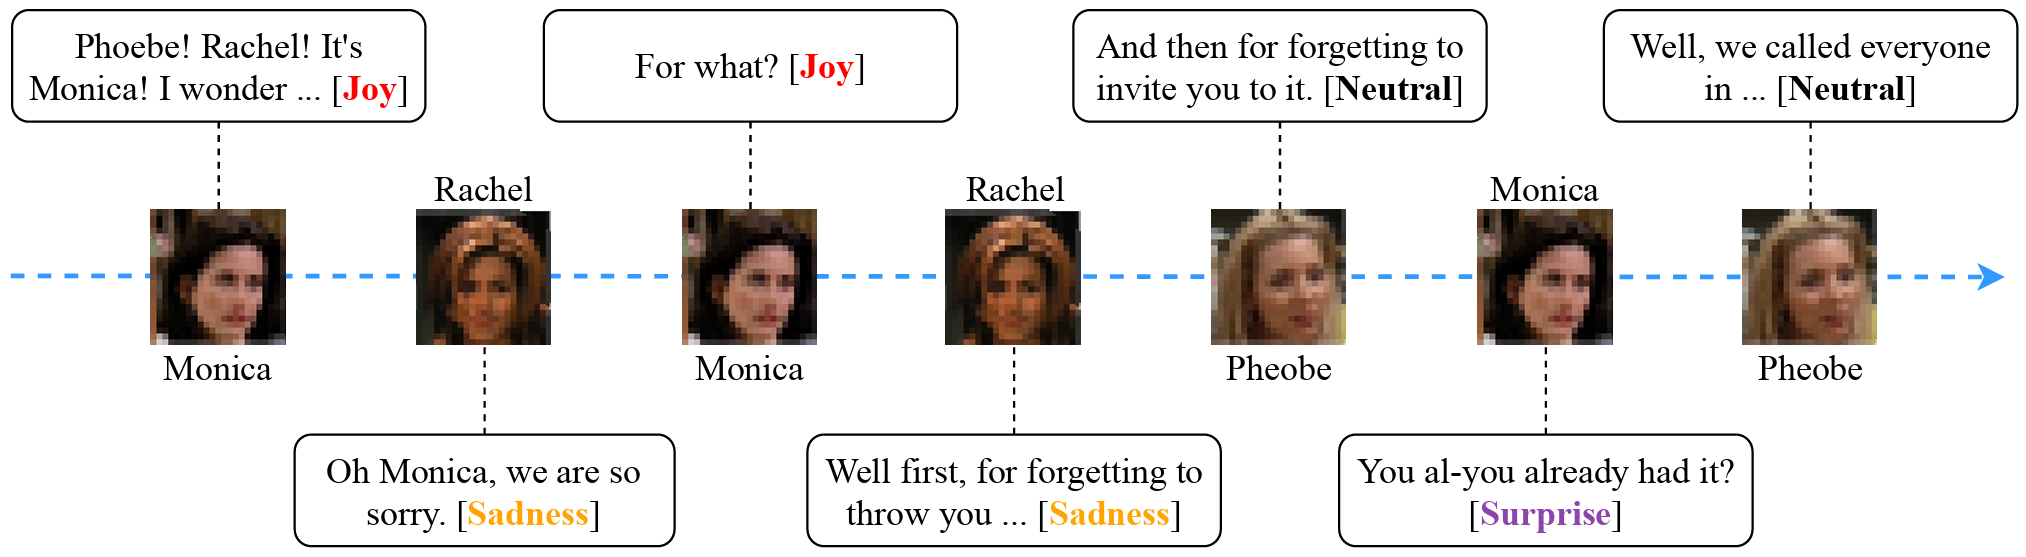 Phoebe! Rachel! It's
Monica! I wonder ... [Joy]
Monica
Rachel
Oh Monica, we are so
sorry. [Sadness]
For what? [Joy]
Monica
Rachel
Well first, for forgetting to
throw you ... [Sadness]
And then for forgetting to
invite you to it. [Neutral]
Pheobe
Monica
You al-you already had it?
[Surprise]
Well, we called everyone
in ... [Neutral]
Pheobe